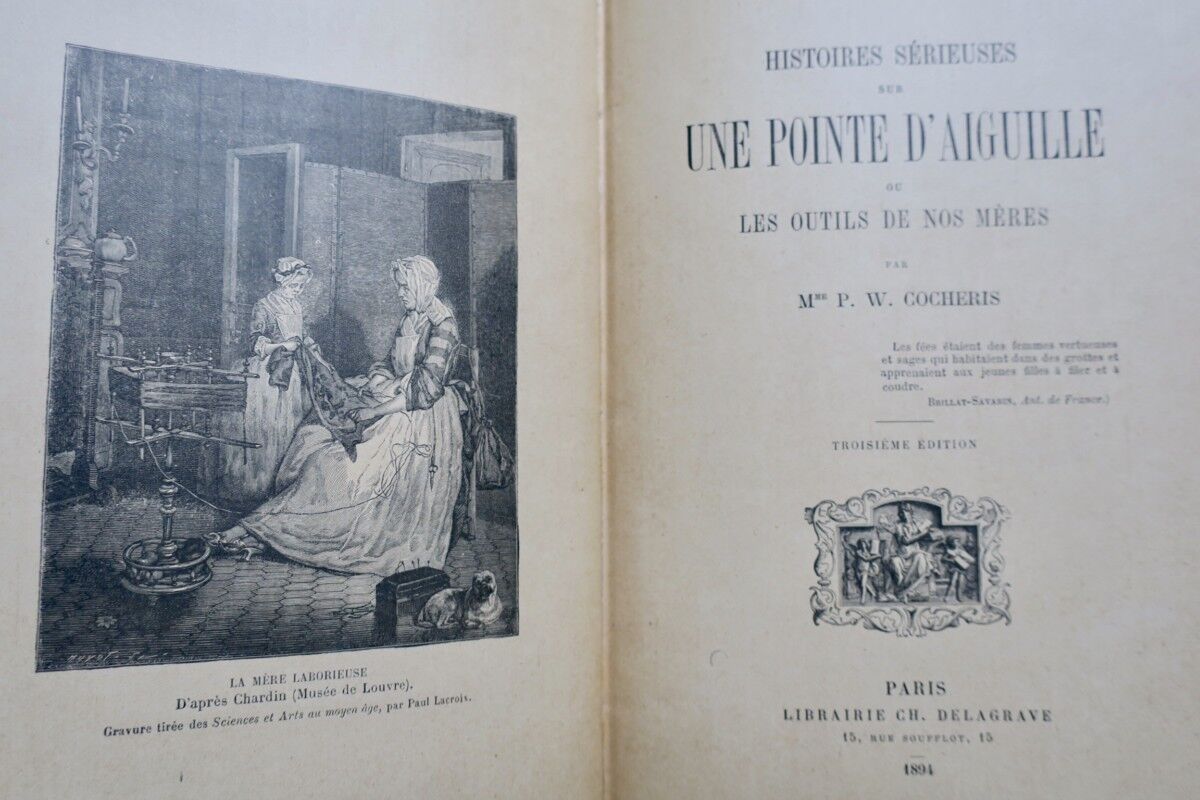 LA MÈRE LABORIEUSE
D'après Chardin (Musée de Louvre).
Gravure tirée des Sciences et Arts au moyen âge, par Paul Lacroix.
HISTOIRES SÉRIEUSES
SUR
UNE POINTE D'AIGUILLE
OU
LES OUTILS DE NOS MÈRES
PAR
MME P. W. COCHERIS
Les fées étaient des femmes vertueuses
et sages qui habitaient dans des grottes et
apprenaient aux jeunes filles à filer et à
coudre.
BRILLAT-SAVARIN, Ant. de France.)
TROISIÈME ÉDITION
PARIS
LIBRAIRIE CH. DELAGRAVE
15, RUE SOUFFLOT, 15
1894